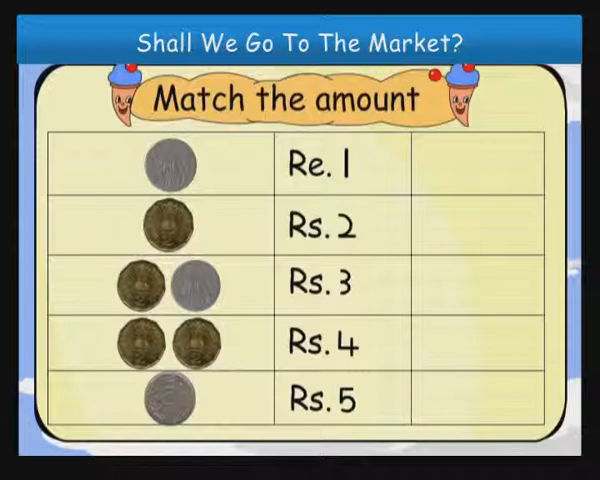 Shall We Go To The Market?
Match the amount
Re. 1
Rs. 2
Rs. 3
Rs. 4
Rs. 5